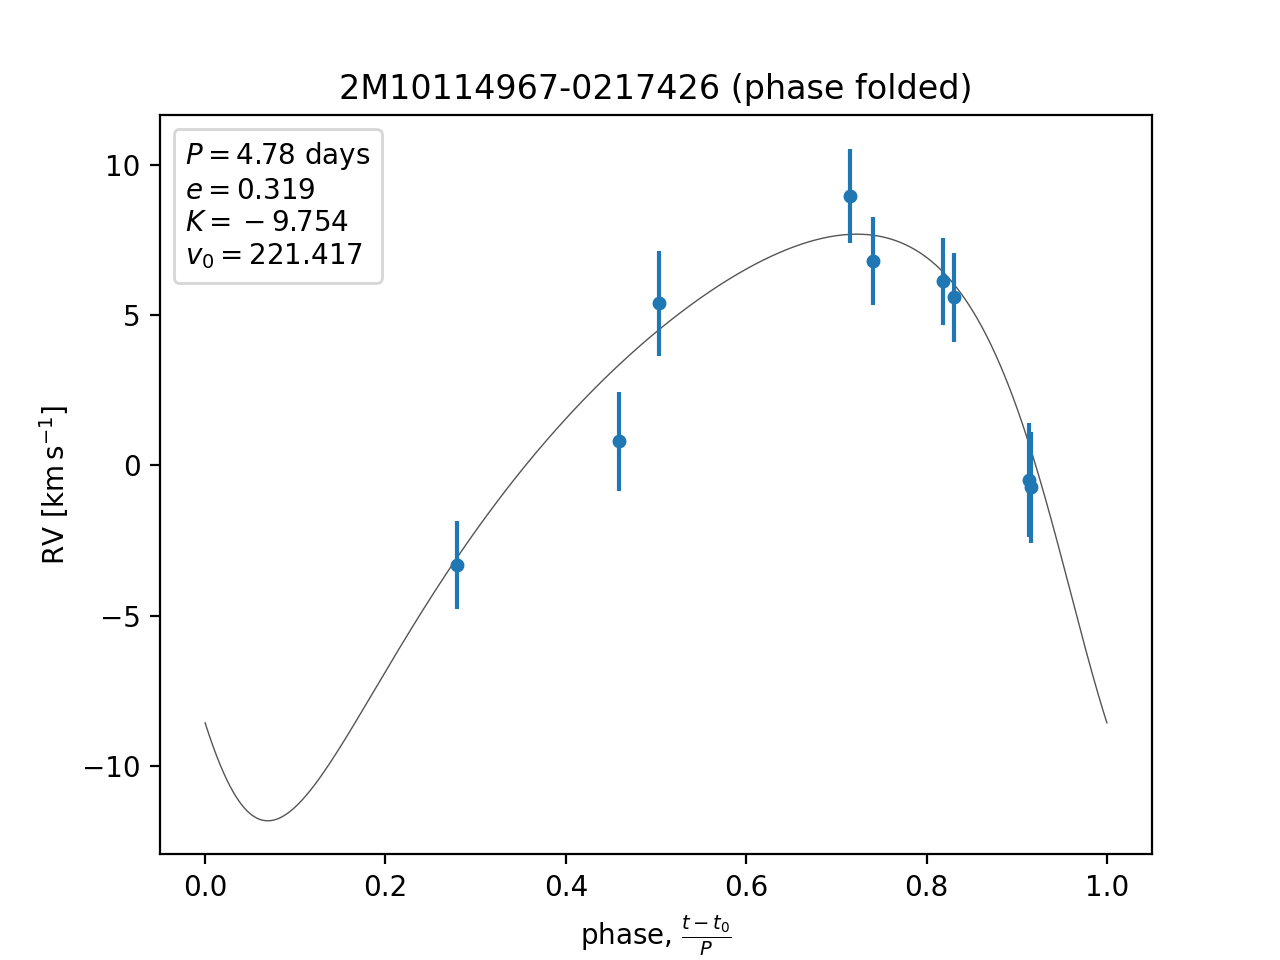 2M10114967-0217426 (phase folded)
P = 4.78 days
e = 0.319
K = −9.754
v₀ = 221.417
RV [km s⁻¹]
10
5
0
−5
−10
0.0 0.2 0.4 0.6 0.8 1.0
phase, (t − t₀)/P